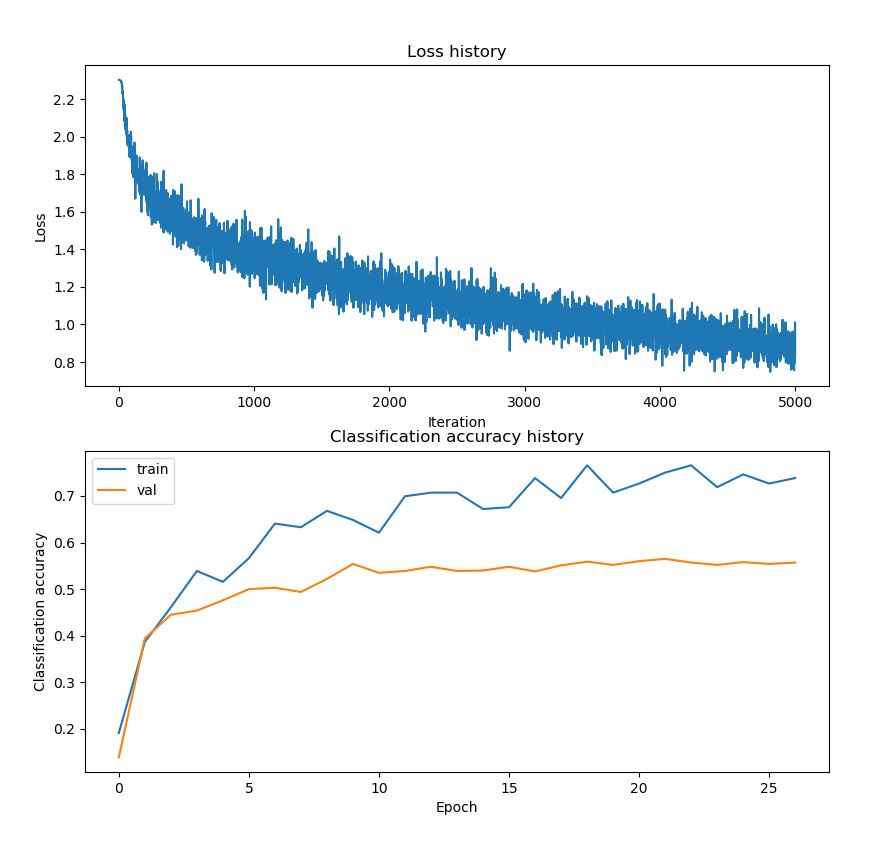 Loss history
Loss
2.2
2.0
1.8
1.6
1.4
1.2
1.0
0.8
0 1000 2000 3000 4000 5000
Iteration
Classification accuracy history
train
val
Classification accuracy
0.7
0.6
0.5
0.4
0.3
0.2
0 5 10 15 20 25
Epoch